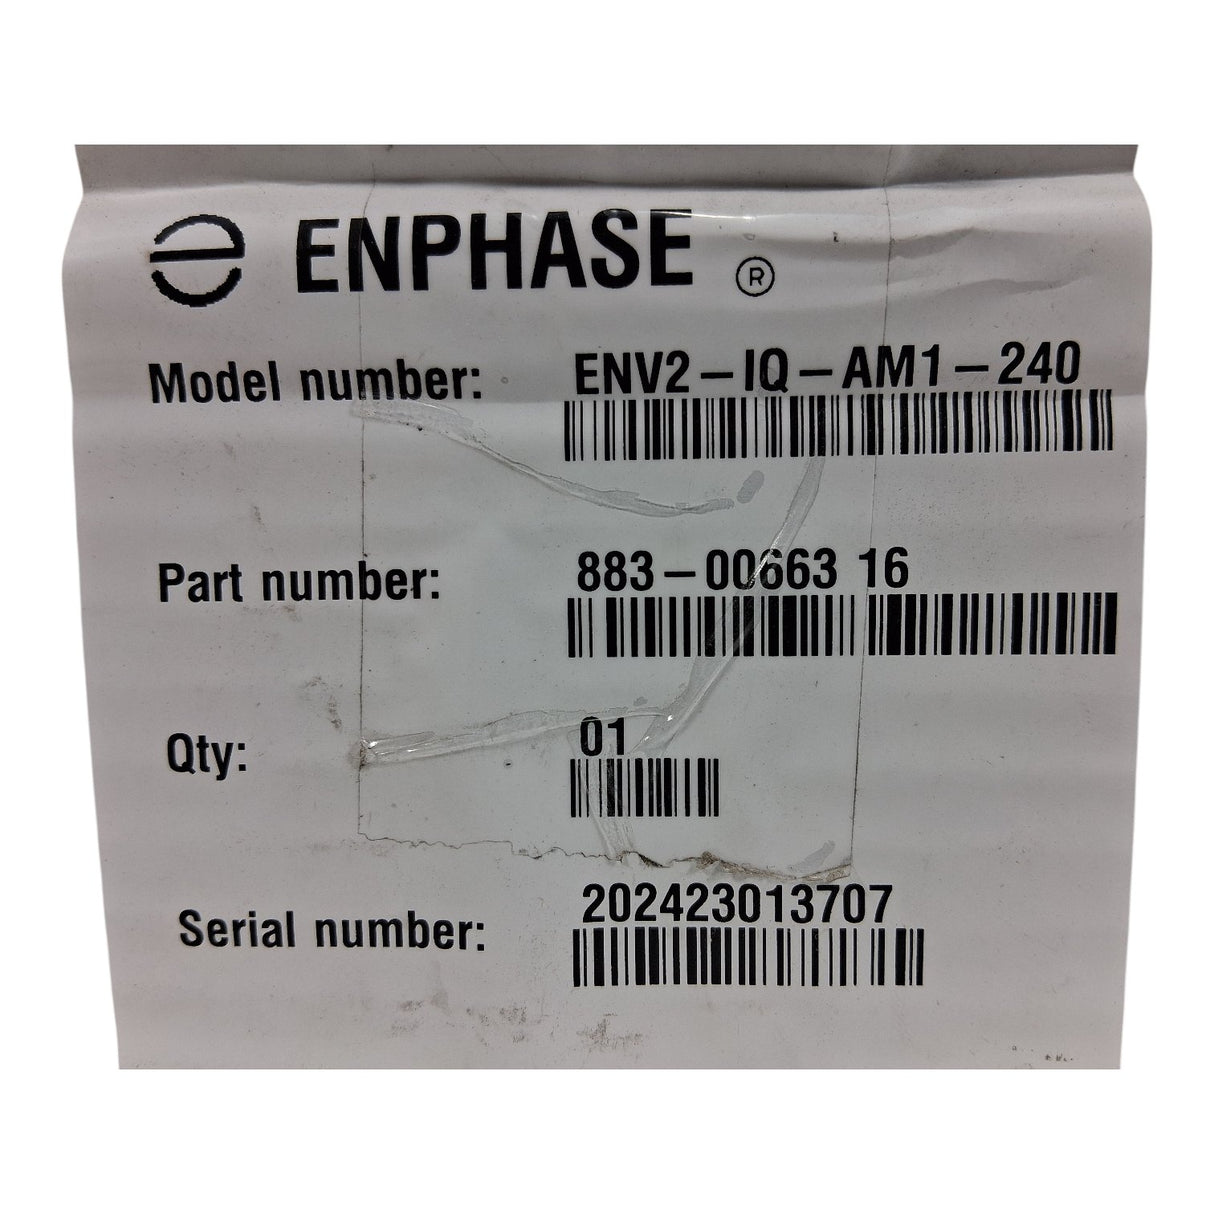 ENPHASE ®
Model number: ENV2-IQ-AM1-240
Part number: 883-00663 16
Qty: 01
Serial number: 202423013707